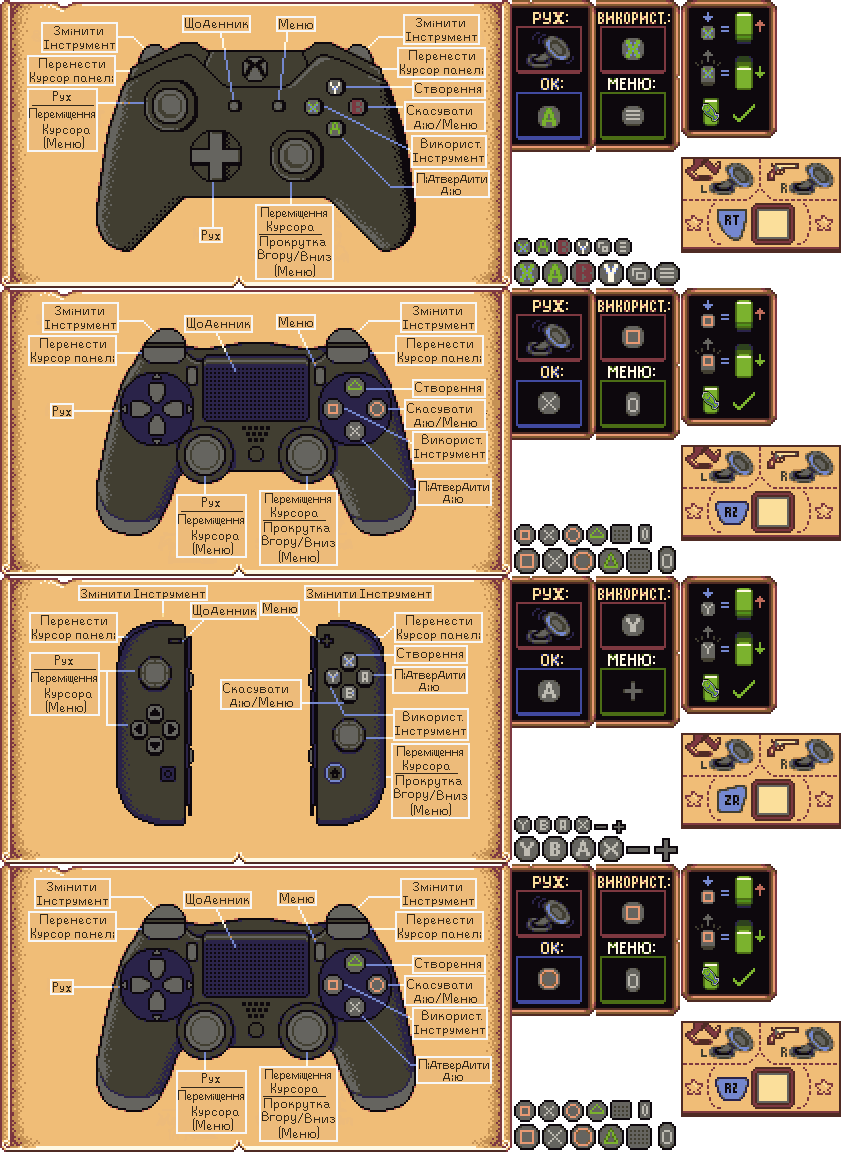 Змінити
Інструмент
Щоденник
Меню
Змінити
Інструмент
Перенести
Курсор панелі
Перенести
Курсор панелі
Рух
Переміщення
Курсора
(Меню)
Y
X
B
A
Створення
Скасувати
Дію/Меню
Використ.
Інструмент
Підтвердити
Дію
Рух
Переміщення
Курсора
Прокрутка
Вгору/Вниз
(Меню)
РУХ:
ВИКОРИСТ.:
X
ОК:
МЕНЮ:
A
X
=
X
=
L
R
RT
X A B Y
X A B Y
Змінити
Інструмент
Щоденник
Меню
Змінити
Інструмент
Перенести
Курсор панелі
Перенести
Курсор панелі
Рух
Створення
Скасувати
Дію/Меню
Використ.
Інструмент
Підтвердити
Дію
Рух
Переміщення
Курсора
(Меню)
Переміщення
Курсора
Прокрутка
Вгору/Вниз
(Меню)
РУХ:
ВИКОРИСТ.:
ОК:
МЕНЮ:
=
=
L
R
R2
Змінити Інструмент
Щоденник
Меню
Змінити Інструмент
Перенести
Курсор панелі
Перенести
Курсор панелі
Рух
Переміщення
Курсора
(Меню)
X
Y
A
B
Створення
Підтвердити
Дію
Скасувати
Дію/Меню
Використ.
Інструмент
Переміщення
Курсора
Прокрутка
Вгору/Вниз
(Меню)
РУХ:
ВИКОРИСТ.:
Y
ОК:
МЕНЮ:
A
+
Y
=
Y
=
L
R
ZR
Y B A X − +
Y B A X − +
Змінити
Інструмент
Щоденник
Меню
Змінити
Інструмент
Перенести
Курсор панелі
Перенести
Курсор панелі
Рух
Створення
Скасувати
Дію/Меню
Використ.
Інструмент
Підтвердити
Дію
Рух
Переміщення
Курсора
(Меню)
Переміщення
Курсора
Прокрутка
Вгору/Вниз
(Меню)
РУХ:
ВИКОРИСТ.:
ОК:
МЕНЮ:
=
=
L
R
R2